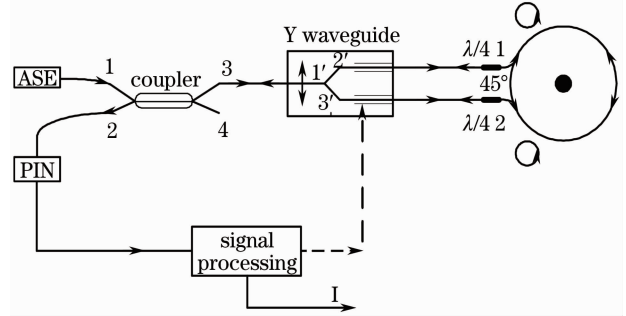 Y waveguide
ASE
1
coupler
3
1′
2′
3′
λ/4 1
45°
λ/4 2
2
4
PIN
signal
processing
I